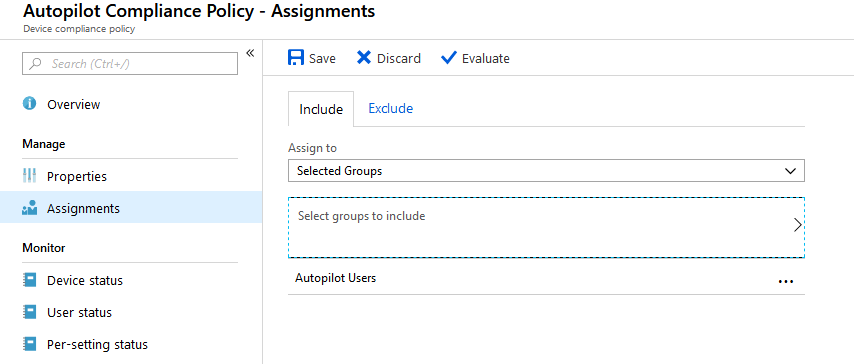 Autopilot Compliance Policy - Assignments
Device compliance policy
Search (Ctrl+/)
Overview
Manage
Properties
Assignments
Monitor
Device status
User status
Per-setting status
Save Discard Evaluate
Include Exclude
Assign to
Selected Groups
Select groups to include
Autopilot Users